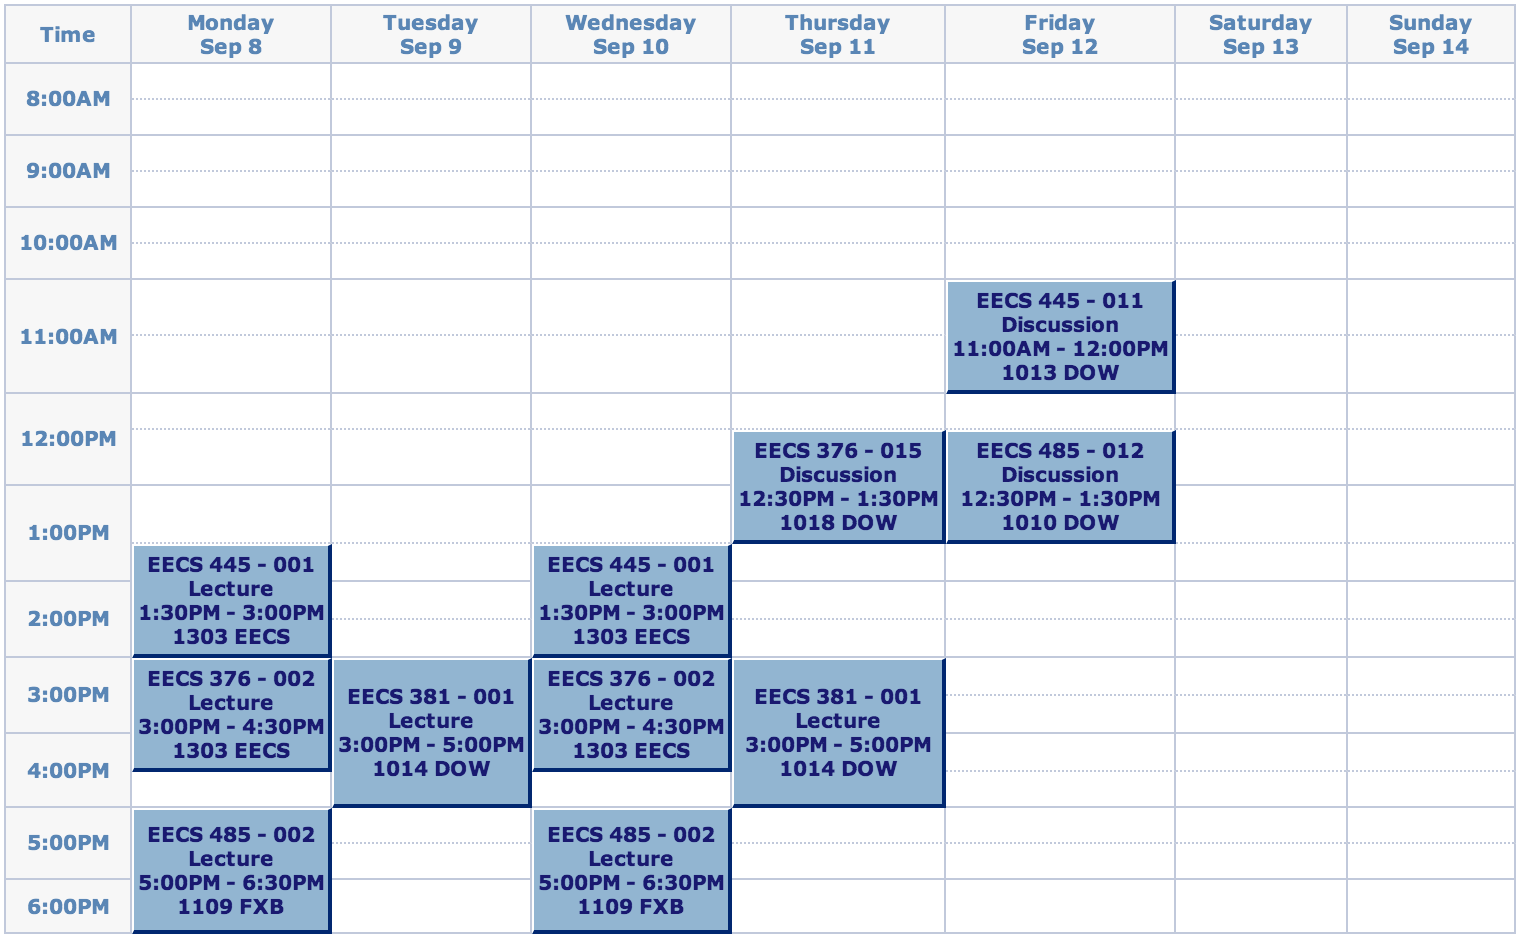 Time
Monday
Sep 8
Tuesday
Sep 9
Wednesday
Sep 10
Thursday
Sep 11
Friday
Sep 12
Saturday
Sep 13
Sunday
Sep 14
8:00AM
9:00AM
10:00AM
11:00AM
EECS 445 - 011
Discussion
11:00AM - 12:00PM
1013 DOW
12:00PM
EECS 376 - 015
Discussion
12:30PM - 1:30PM
1018 DOW
EECS 485 - 012
Discussion
12:30PM - 1:30PM
1010 DOW
1:00PM
EECS 445 - 001
Lecture
1:30PM - 3:00PM
1303 EECS
EECS 445 - 001
Lecture
1:30PM - 3:00PM
1303 EECS
2:00PM
3:00PM
EECS 376 - 002
Lecture
3:00PM - 4:30PM
1303 EECS
EECS 381 - 001
Lecture
3:00PM - 5:00PM
1014 DOW
EECS 376 - 002
Lecture
3:00PM - 4:30PM
1303 EECS
EECS 381 - 001
Lecture
3:00PM - 5:00PM
1014 DOW
4:00PM
5:00PM
EECS 485 - 002
Lecture
5:00PM - 6:30PM
1109 FXB
EECS 485 - 002
Lecture
5:00PM - 6:30PM
1109 FXB
6:00PM